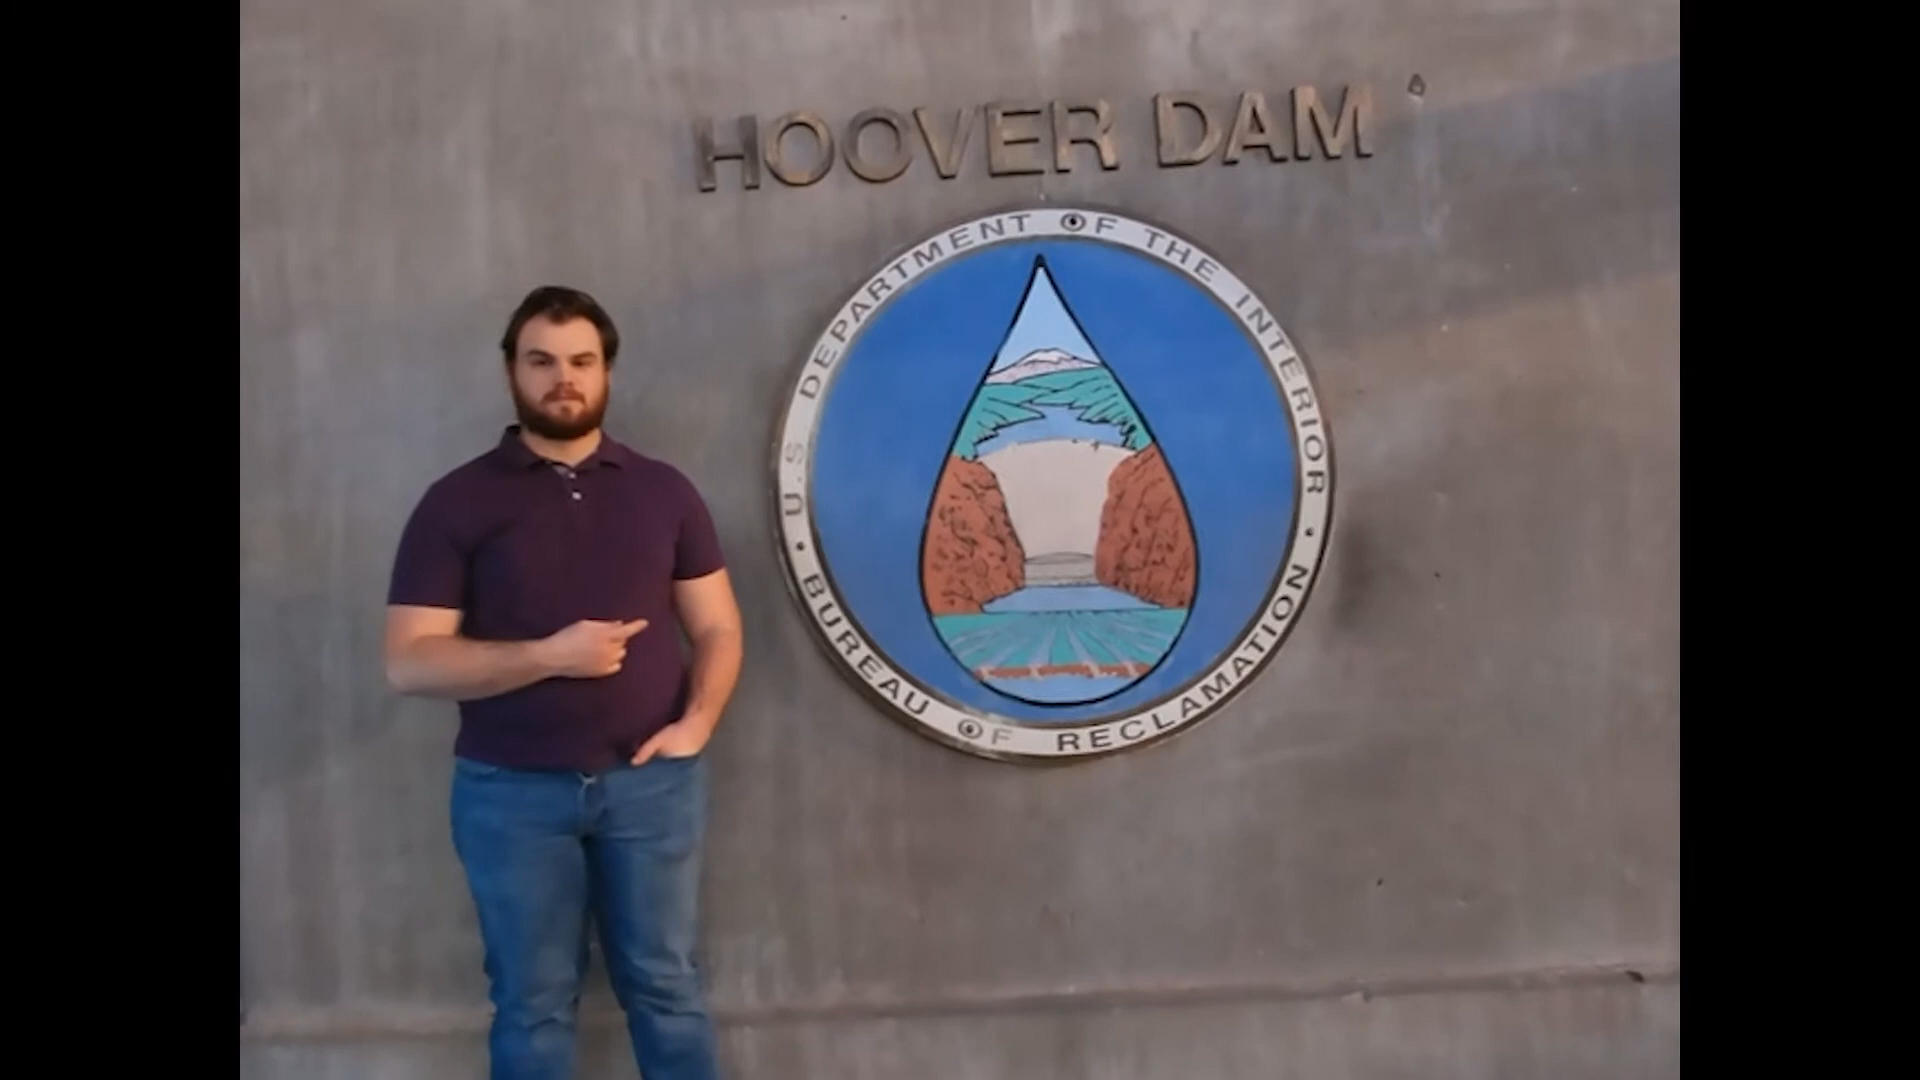 HOOVER DAM
U.S DEPARTMENT OF THE INTERIOR
• BUREAU OF RECLAMATION •